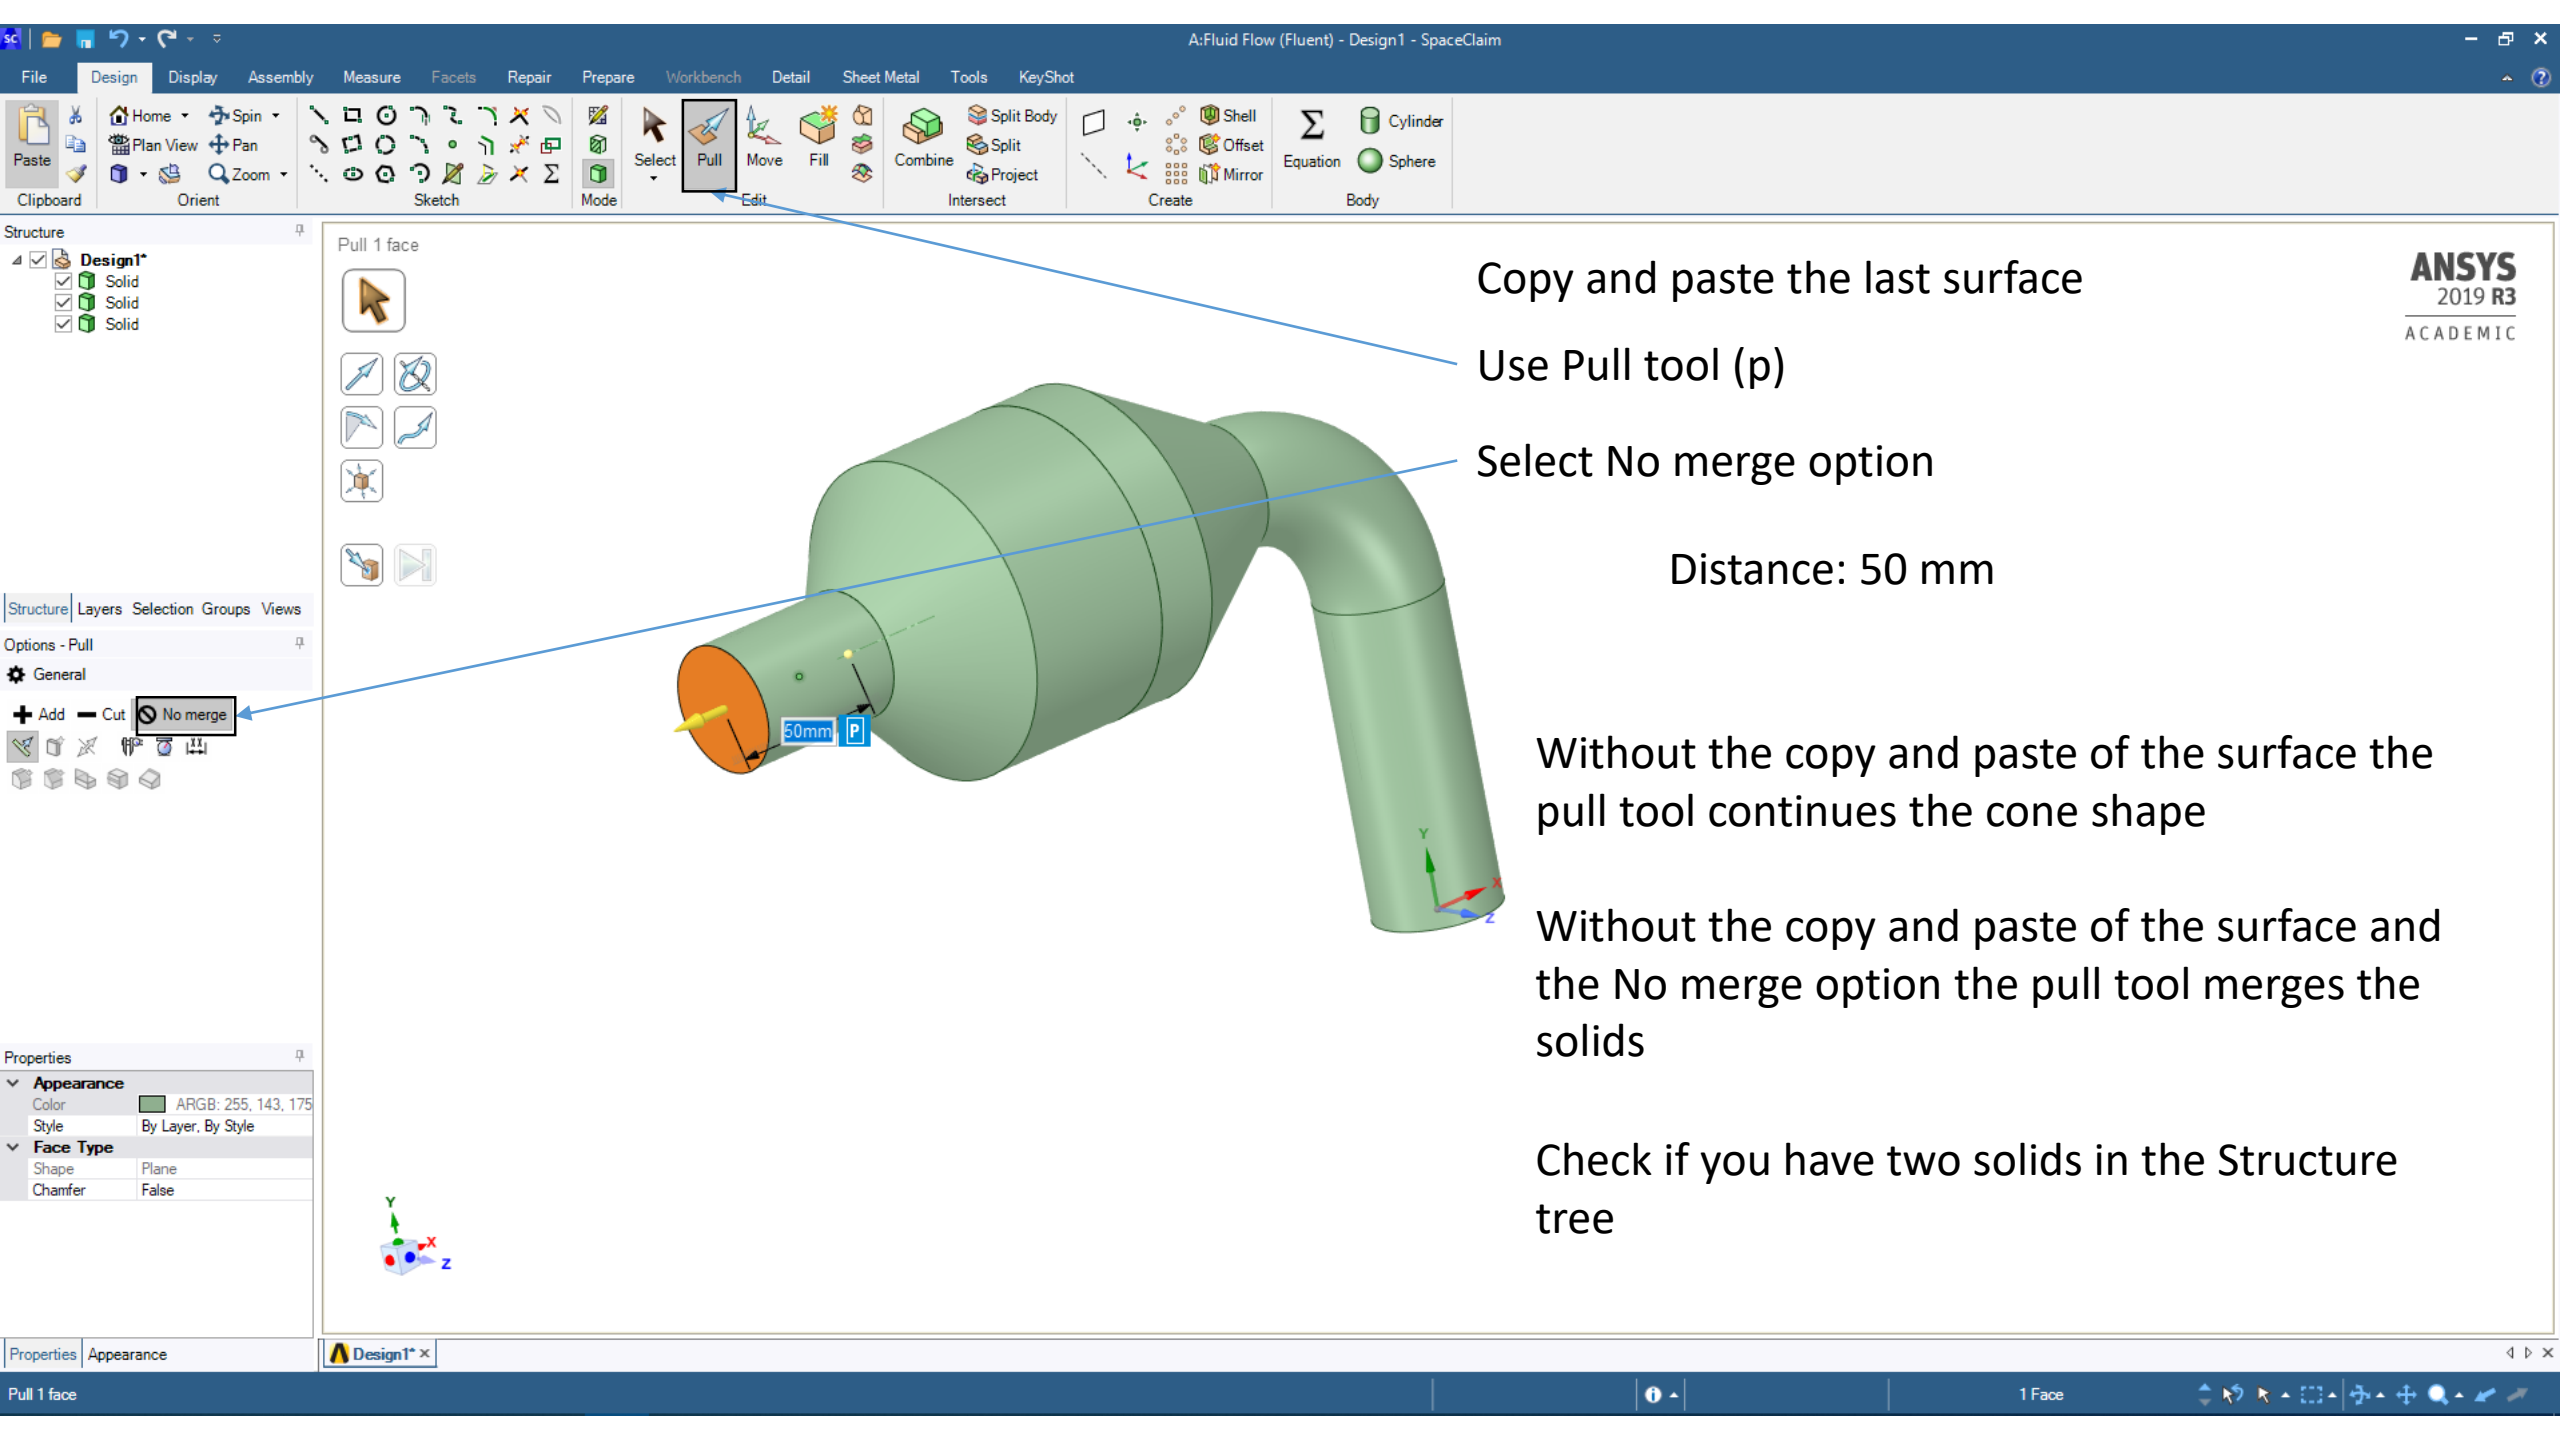 A:Fluid Flow (Fluent) - Design1 - SpaceClaim
File Design Display Assembly Measure Facets Repair Prepare Workbench Detail Sheet Metal Tools KeyShot
Home Spin Split Body Shell Cylinder
Plan View Pan Split Offset
Paste Select Pull Move Fill Combine Equation Sphere
Zoom Project Mirror
Clipboard Orient Sketch Mode Edit Intersect Create Body
Structure
Design1*
Solid
Solid
Solid
Structure Layers Selection Groups Views
Options - Pull
General
Add Cut No merge
Properties
Appearance
Color ARGB: 255, 143, 175
Style By Layer, By Style
Face Type
Shape Plane
Chamfer False
Properties Appearance
Pull 1 face
50mm P
Y
X
Z
Y
X
Z
ANSYS
2019 R3
ACADEMIC
Copy and paste the last surface
Use Pull tool (p)
Select No merge option
Distance: 50 mm
Without the copy and paste of the surface the
pull tool continues the cone shape
Without the copy and paste of the surface and
the No merge option the pull tool merges the
solids
Check if you have two solids in the Structure
tree
Design1*
Pull 1 face
1 Face